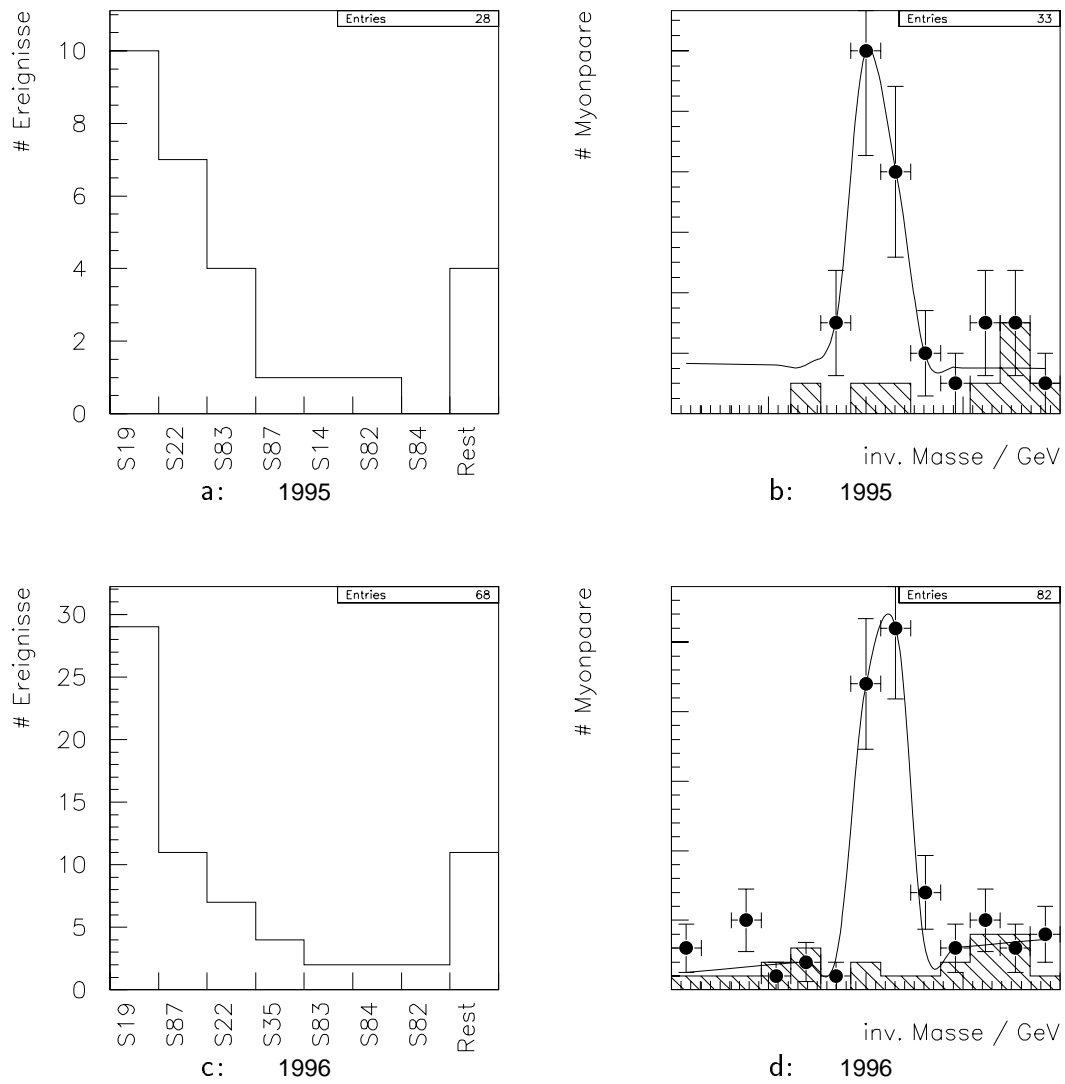 Entries 28
# Ereignisse
10
8
6
4
2
0
S19 S22 S83 S87 S14 S82 S84 Rest
a: 1995
Entries 33
# Myonpaare
inv. Masse / GeV
b: 1995
Entries 68
# Ereignisse
30
25
20
15
10
5
0
S19 S87 S22 S35 S83 S84 S82 Rest
c: 1996
Entries 82
# Myonpaare
inv. Masse / GeV
d: 1996